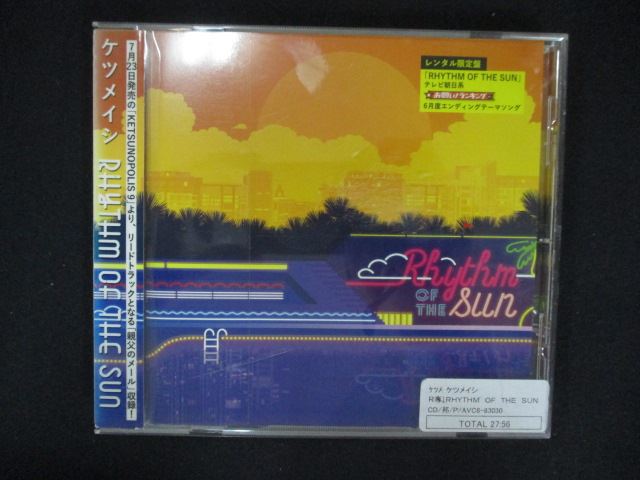 ケツメイシ RHYTHM OF THE SUN
7月23日発売の「KETSUNOPOLIS 9」より、リードトラックとなる「親父のメール」収録！
レンタル限定盤
「RHYTHM OF THE SUN」
テレビ朝日系
お願い!ランキング
6月度エンディングテーマソング
Rhythm
OF THE sun
ｹﾂﾒ ケツメイシ
RHYTHM OF THE SUN
CD/邦/P/AVC6-83030
TOTAL 27:56